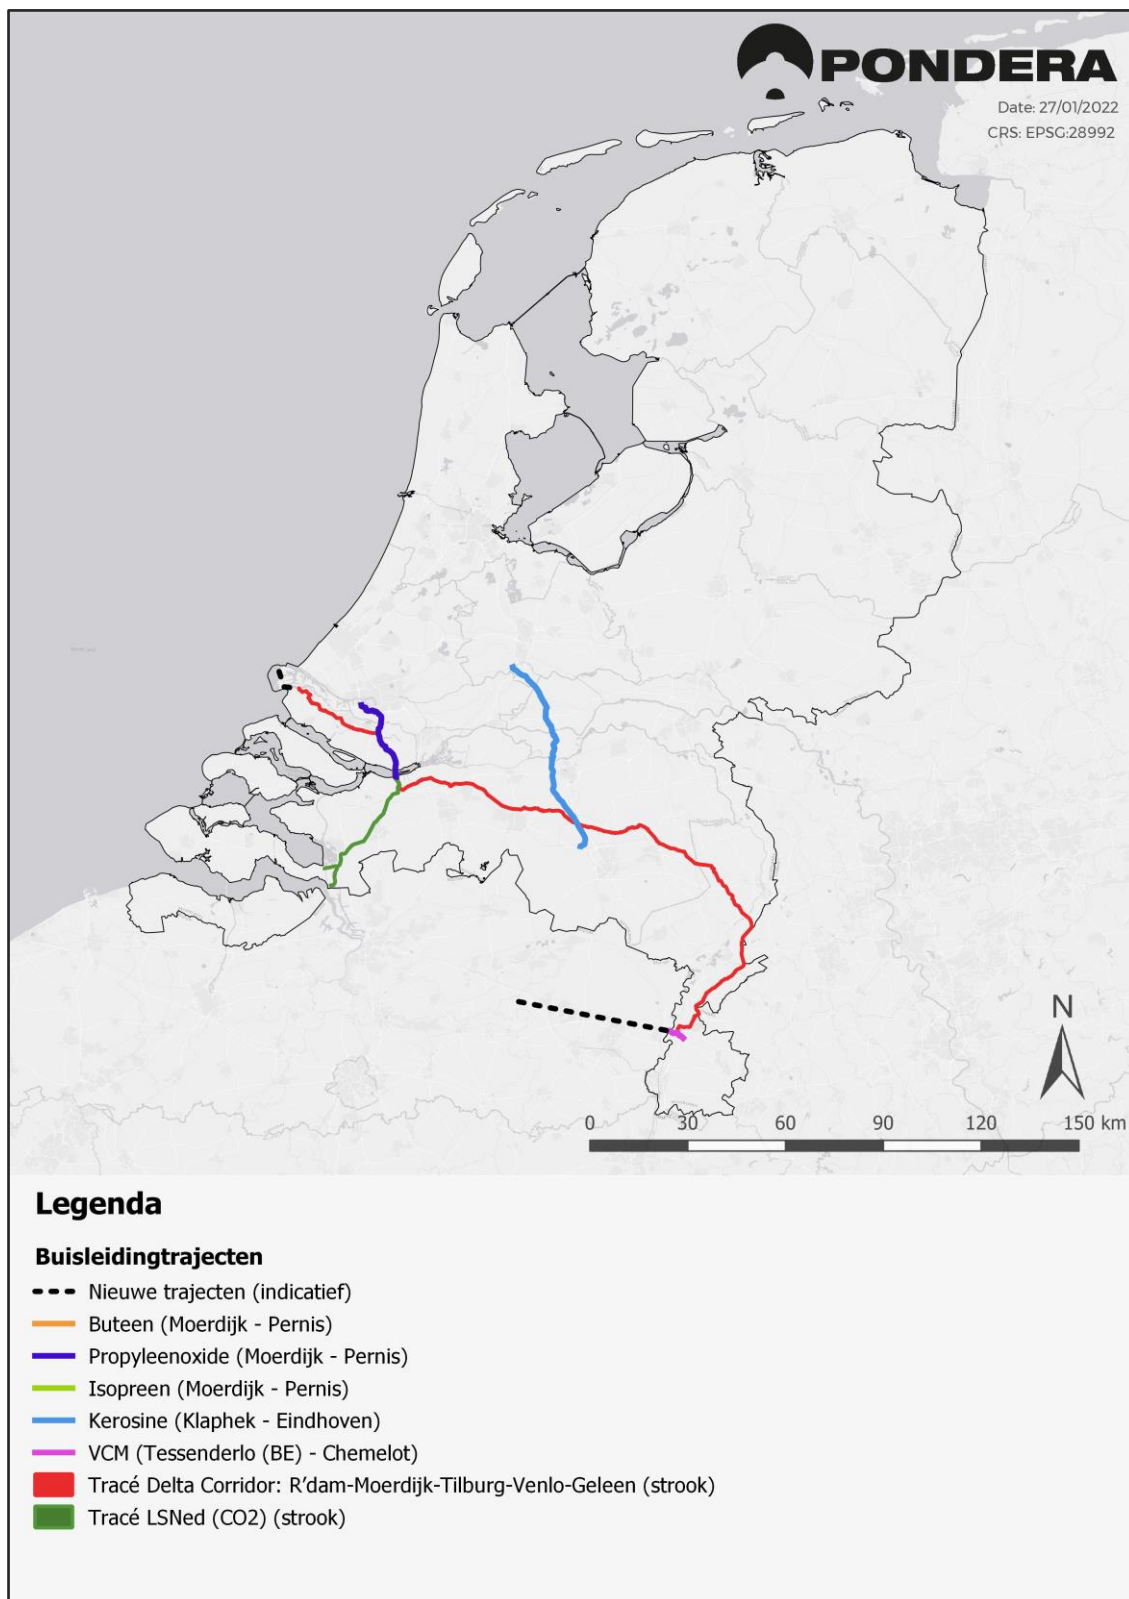 PONDERA
Date: 27/01/2022
CRS: EPSG:28992
N
0 30 60 90 120 150 km
Legenda
Buisleidingtrajecten
Nieuwe trajecten (indicatief)
Buteen (Moerdijk - Pernis)
Propyleenoxide (Moerdijk - Pernis)
Isopreen (Moerdijk - Pernis)
Kerosine (Klaphek - Eindhoven)
VCM (Tessenderlo (BE) - Chemelot)
Tracé Delta Corridor: R'dam-Moerdijk-Tilburg-Venlo-Geleen (strook)
Tracé LSNed (CO2) (strook)